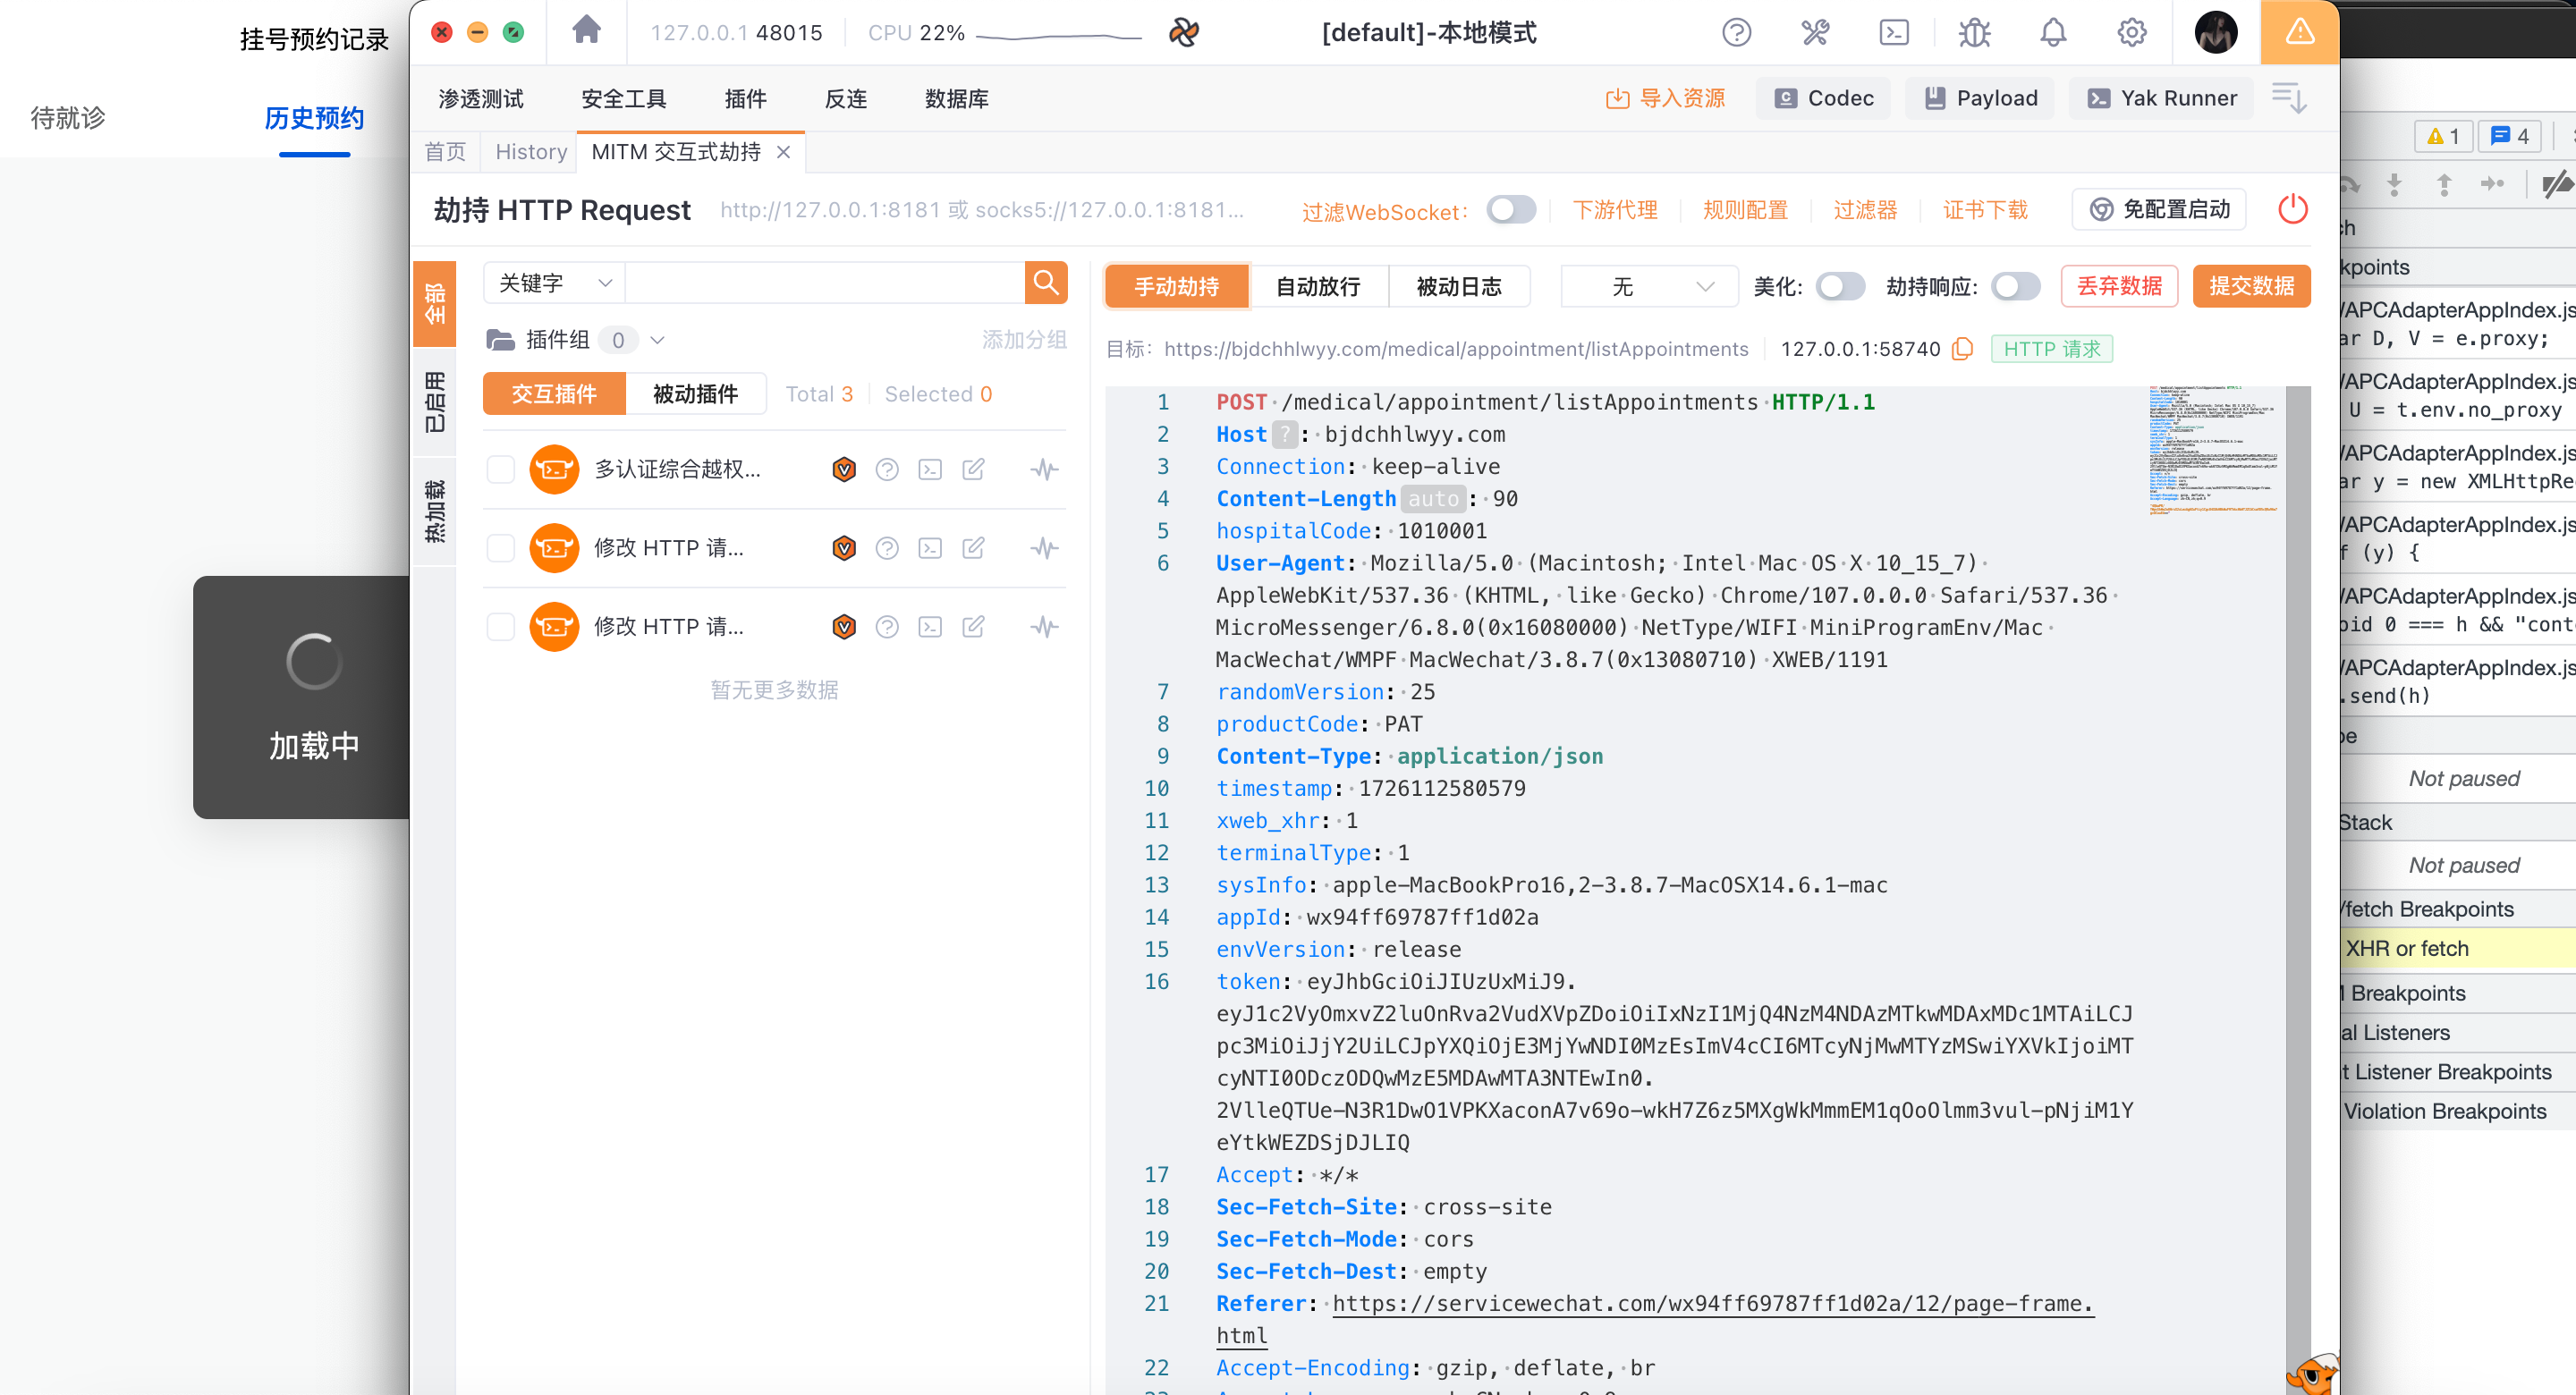 挂号预约记录
待就诊
历史预约
加载中
127.0.0.1 48015
CPU 22%
[default]-本地模式
渗透测试
安全工具
插件
反连
数据库
导入资源
Codec
Payload
Yak Runner
首页
History
MITM 交互式劫持
劫持 HTTP Request
http://127.0.0.1:8181 或 socks5://127.0.0.1:8181...
过滤WebSocket:
下游代理
规则配置
过滤器
证书下载
免配置启动
全部
已启用
热加载
关键字
插件组 0
添加分组
交互插件
被动插件
Total 3
Selected 0
多认证综合越权...
修改 HTTP 请...
修改 HTTP 请...
暂无更多数据
手动劫持
自动放行
被动日志
无
美化:
劫持响应:
丢弃数据
提交数据
目标: https://bjdchhlwyy.com/medical/appointment/listAppointments
127.0.0.1:58740
HTTP 请求
1 POST /medical/appointment/listAppointments HTTP/1.1
2 Host ? : bjdchhlwyy.com
3 Connection: keep-alive
4 Content-Length auto : 90
5 hospitalCode: 1010001
6 User-Agent: Mozilla/5.0 (Macintosh; Intel Mac OS X 10_15_7)
AppleWebKit/537.36 (KHTML, like Gecko) Chrome/107.0.0.0 Safari/537.36
MicroMessenger/6.8.0(0x16080000) NetType/WIFI MiniProgramEnv/Mac
MacWechat/WMPF MacWechat/3.8.7(0x13080710) XWEB/1191
7 randomVersion: 25
8 productCode: PAT
9 Content-Type: application/json
10 timestamp: 1726112580579
11 xweb_xhr: 1
12 terminalType: 1
13 sysInfo: apple-MacBookPro16,2-3.8.7-MacOSX14.6.1-mac
14 appId: wx94ff69787ff1d02a
15 envVersion: release
16 token: eyJhbGciOiJIUzUxMiJ9.
eyJ1c2VyOmxvZ2luOnRva2VudXVpZDoiOiIxNzI1MjQ4NzM4NDAzMTkwMDAxMDc1MTAiLCJ
pc3MiOiJjY2UiLCJpYXQiOjE3MjYwNDI0MzEsImV4cCI6MTcyNjMwMTYzMSwiYXVkIjoiMT
cyNTI0ODczODQwMzE5MDAwMTA3NTEwIn0.
2VlleQTUe-N3R1DwO1VPKXaconA7v69o-wkH7Z6z5MXgWkMmmEM1qOoOlmm3vul-pNjiM1Y
eYtkWEZDSjDJLIQ
17 Accept: */*
18 Sec-Fetch-Site: cross-site
19 Sec-Fetch-Mode: cors
20 Sec-Fetch-Dest: empty
21 Referer: https://servicewechat.com/wx94ff69787ff1d02a/12/page-frame.
html
22 Accept-Encoding: gzip, deflate, br
1
4
kpoints
/APCAdapterAppIndex.js
ar D, V = e.proxy;
/APCAdapterAppIndex.js
U = t.env.no_proxy
/APCAdapterAppIndex.js
ar y = new XMLHttpRe
/APCAdapterAppIndex.js
f (y) {
/APCAdapterAppIndex.js
oid 0 === h && "cont
/APCAdapterAppIndex.js
.send(h)
Not paused
Stack
Not paused
/fetch Breakpoints
XHR or fetch
Breakpoints
al Listeners
t Listener Breakpoints
Violation Breakpoints